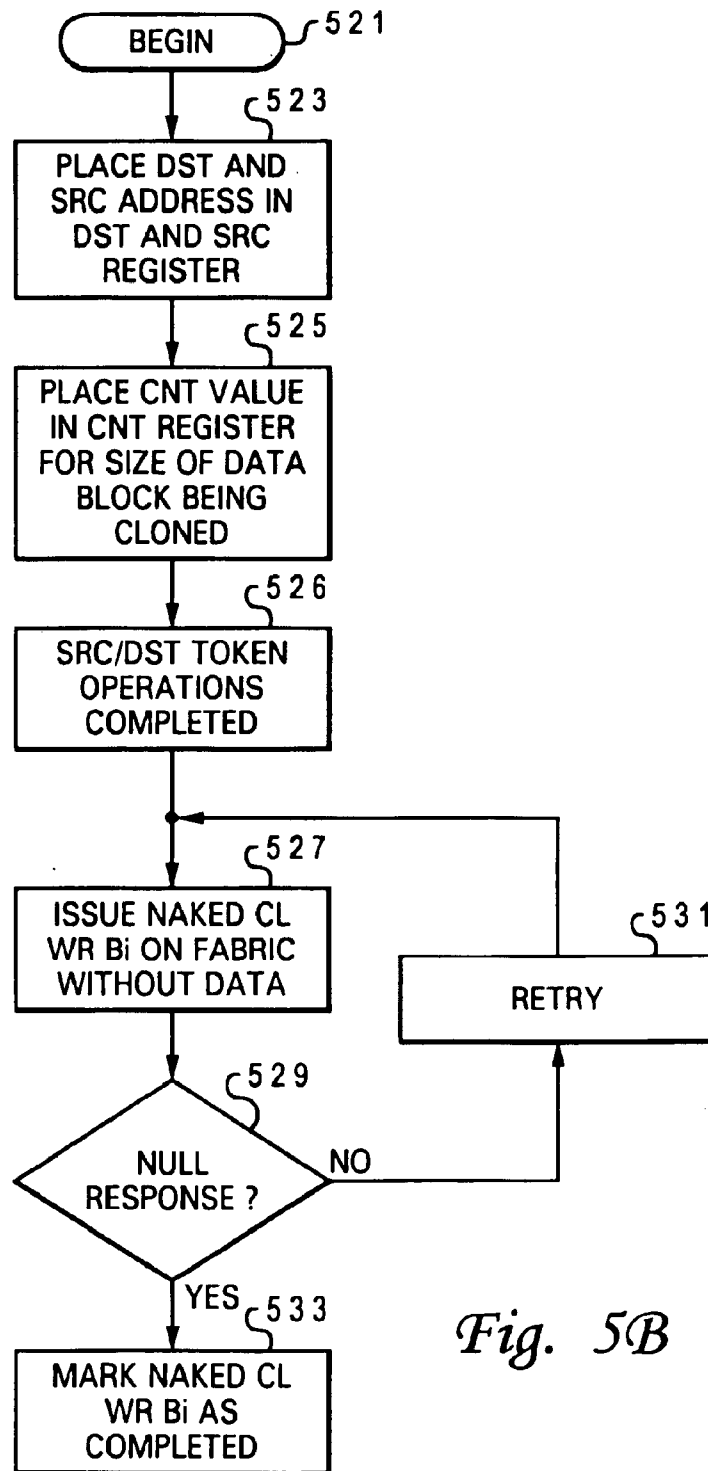 BEGIN
521
523
PLACE DST AND
SRC ADDRESS IN
DST AND SRC
REGISTER
525
PLACE CNT VALUE
IN CNT REGISTER
FOR SIZE OF DATA
BLOCK BEING
CLONED
526
SRC/DST TOKEN
OPERATIONS
COMPLETED
527
ISSUE NAKED CL
WR Bi ON FABRIC
WITHOUT DATA
531
RETRY
529
NULL
RESPONSE ?
NO
YES
533
MARK NAKED CL
WR Bi AS
COMPLETED
Fig. 5B